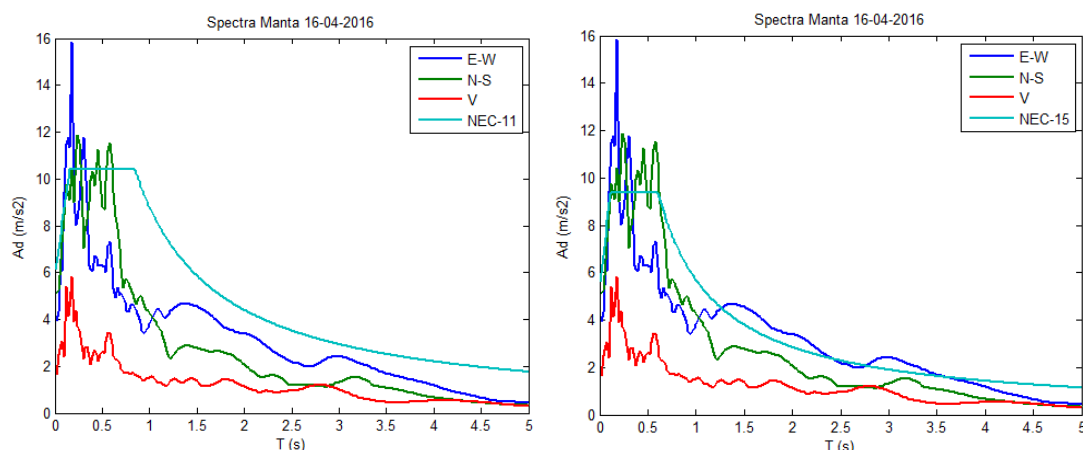 Spectra Manta 16-04-2016
16
14
12
10
8
6
4
2
0
Ad (m/s2)
E-W
N-S
V
NEC-11
0 0.5 1 1.5 2 2.5 3 3.5 4 4.5 5
T (s)
Spectra Manta 16-04-2016
16
14
12
10
8
6
4
2
0
Ad (m/s2)
E-W
N-S
V
NEC-15
0 0.5 1 1.5 2 2.5 3 3.5 4 4.5 5
T (s)